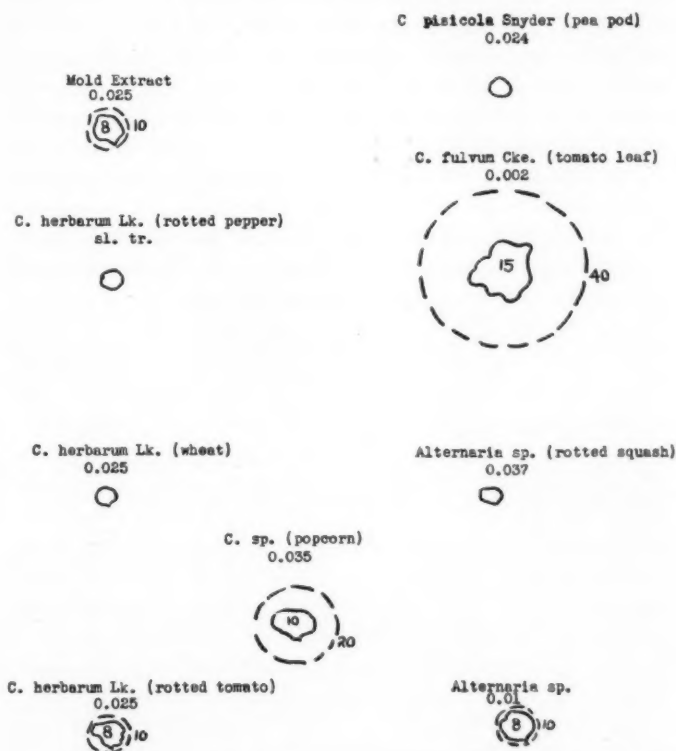 C pisicola Snyder (pea pod)
0.024
Mold Extract
0.025
8 10
C. fulvum Cke. (tomato leaf)
0.002
15
40
C. herbarum Lk. (rotted pepper)
sl. tr.
C. herbarum Lk. (wheat)
0.025
Alternaria sp. (rotted squash)
0.037
C. sp. (popcorn)
0.035
10
20
C. herbarum Lk. (rotted tomato)
0.025
8 10
Alternaria sp.
0.01
8 10